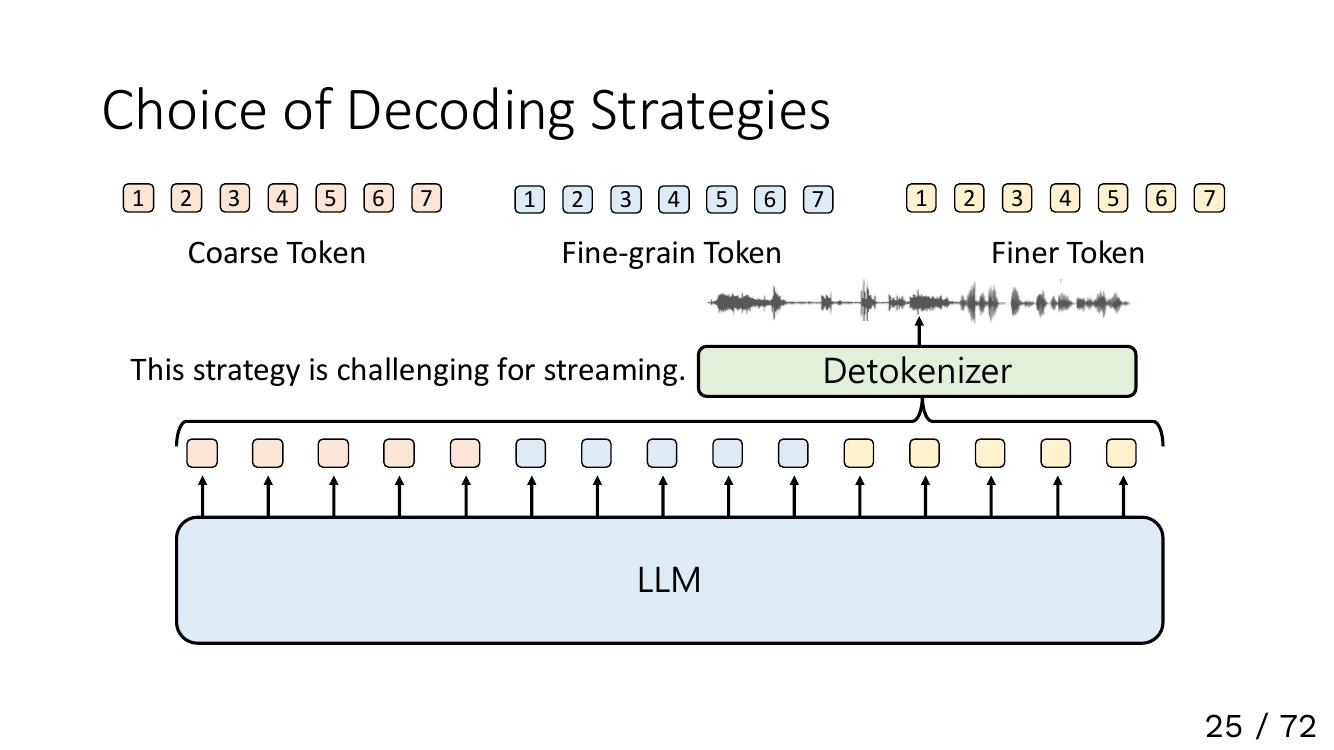 Choice of Decoding Strategies
1 2 3 4 5 6 7
1 2 3 4 5 6 7
1 2 3 4 5 6 7
Coarse Token
Fine-grain Token
Finer Token
This strategy is challenging for streaming.
Detokenizer
LLM
25 / 72